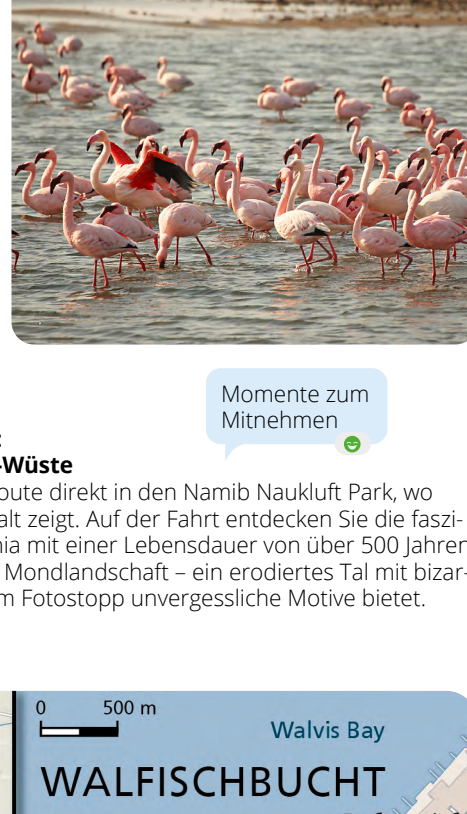 Momente zum
Mitnehmen
:
-Wüste
oute direkt in den Namib Naukluft Park, wo
alt zeigt. Auf der Fahrt entdecken Sie die faszi-
nia mit einer Lebensdauer von über 500 Jahren
Mondlandschaft – ein erodiertes Tal mit bizar-
m Fotostopp unvergessliche Motive bietet.
0 500 m
Walvis Bay
WALFISCHBUCHT